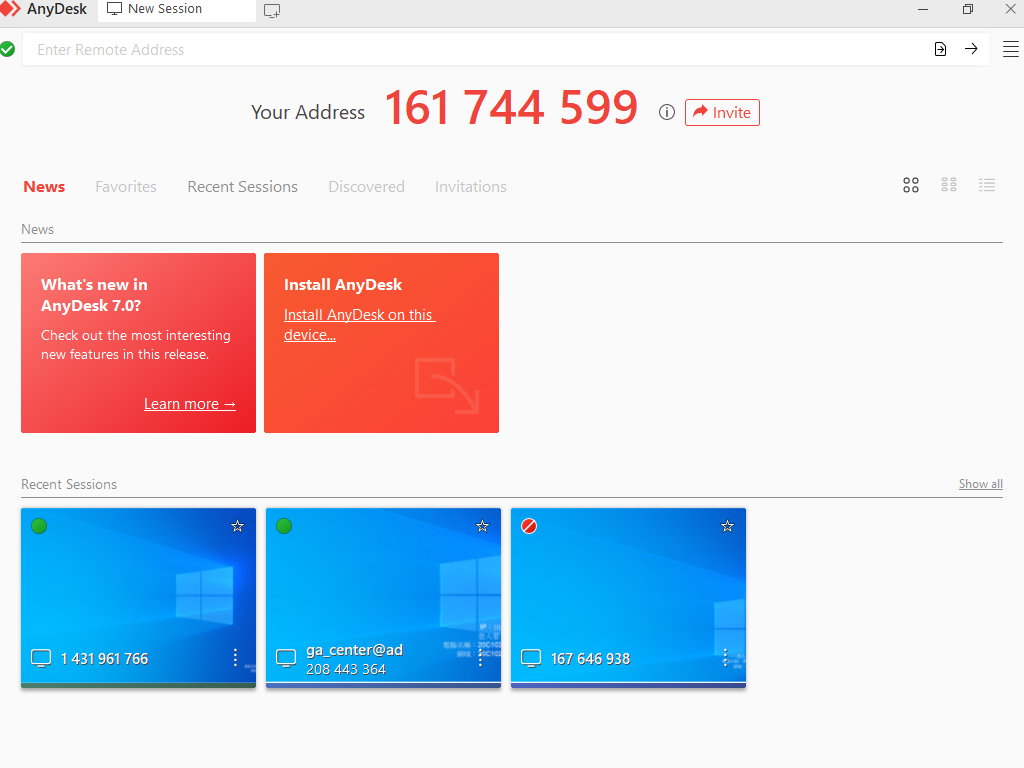 AnyDesk
New Session
Enter Remote Address
Your Address
161 744 599
Invite
News
Favorites
Recent Sessions
Discovered
Invitations
News
What's new in
AnyDesk 7.0?
Check out the most interesting
new features in this release.
Learn more →
Install AnyDesk
Install AnyDesk on this
device...
Recent Sessions
Show all
1 431 961 766
ga_center@ad
208 443 364
167 646 938